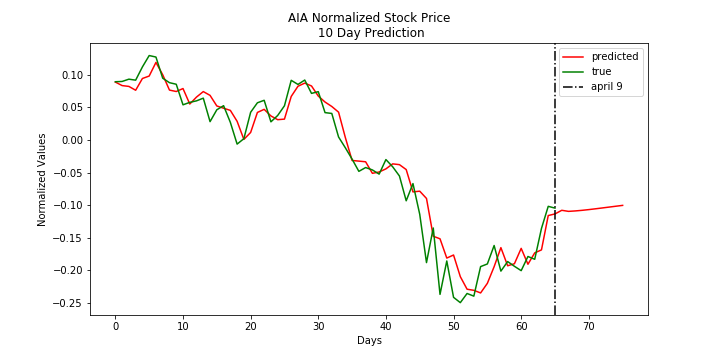 AIA Normalized Stock Price
10 Day Prediction
predicted
true
april 9
0.10
0.05
0.00
−0.05
−0.10
−0.15
−0.20
−0.25
Normalized Values
0 10 20 30 40 50 60 70
Days